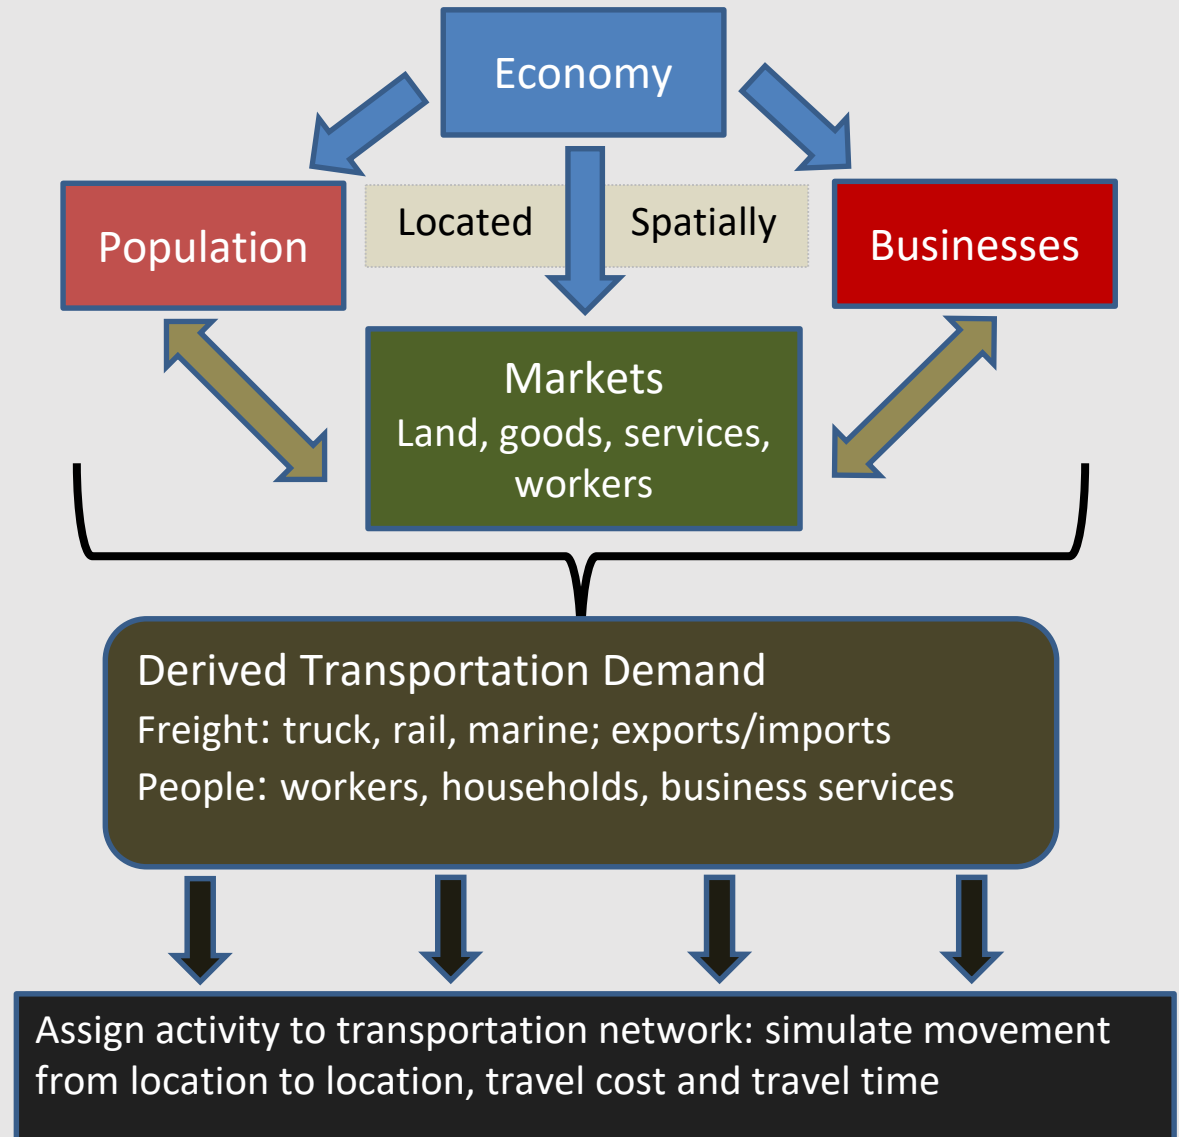 Economy
Population
Located
Spatially
Businesses
Markets
Land, goods, services,
workers
Derived Transportation Demand
Freight: truck, rail, marine; exports/imports
People: workers, households, business services
Assign activity to transportation network: simulate movement
from location to location, travel cost and travel time